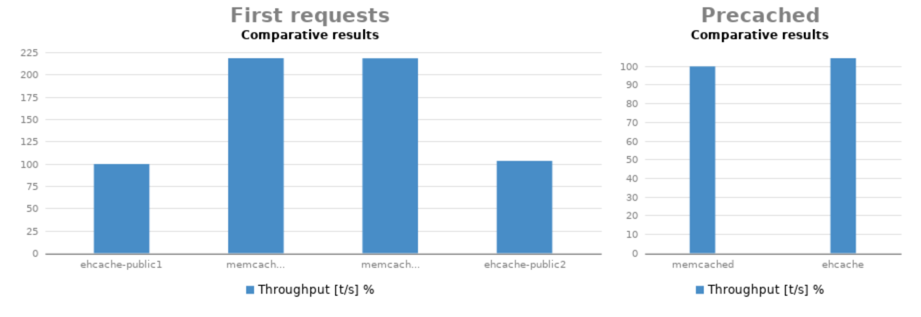 First requests
Comparative results
225
200
175
150
125
100
75
50
25
0
ehcache-public1 memcach... memcach... ehcache-public2
Throughput [t/s] %
Precached
Comparative results
100
90
80
70
60
50
40
30
20
10
0
memcached ehcache
Throughput [t/s] %